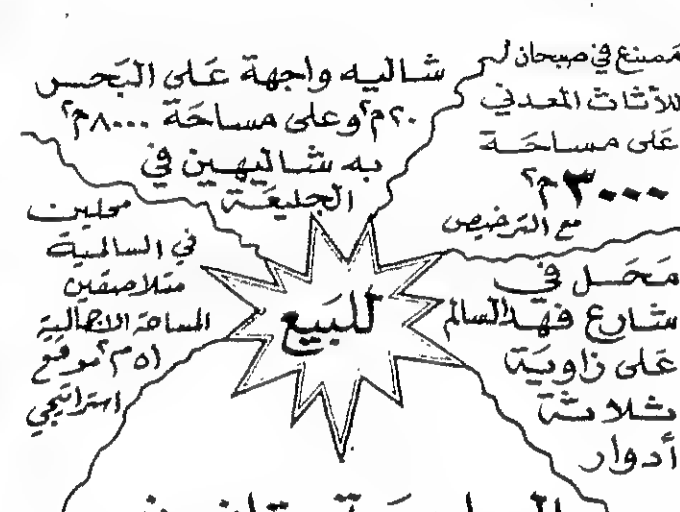 مصنع في صبحان لـ
للأثاث المعدني
على مساحة
٣٠٠٠م٢
مع الترخيص
شاليه واجهة على البحر
٢٠م٢ وعلى مساحة ٨٠٠٠م٢
به شاليهين في
الجليعة
محلين
في السالمية
متلاصقين
المساحة الاجمالية
٥١م٢ موقع
استراتيجي
للبيع
محل في
شارع فهد السالم
على زاوية
ثلاثة
أدوار